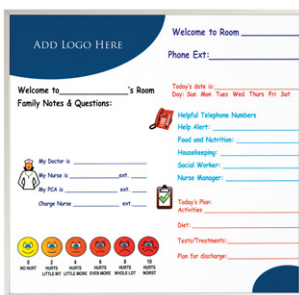 ADD LOGO HERE
Welcome to Room
Phone Ext:
Welcome to 's Room
Family Notes & Questions:
Today's date is:
Day: Sun Mon Tues Wed Thurs Fri Sat
Helpful Telephone Numbers
Help Alert:
Food and Nutrition:
Housekeeping:
Social Worker:
Nurse Manager:
My Doctor is
My Nurse is ext.
My PCA is ext.
Charge Nurse ext.
Today's Plan:
Activities
Diet:
Tests/Treatments:
Plan for discharge:
0 2 4 6 8 10
NO HURT HURTS LITTLE BIT HURTS LITTLE MORE HURTS EVEN MORE HURTS WHOLE LOT HURTS WORST